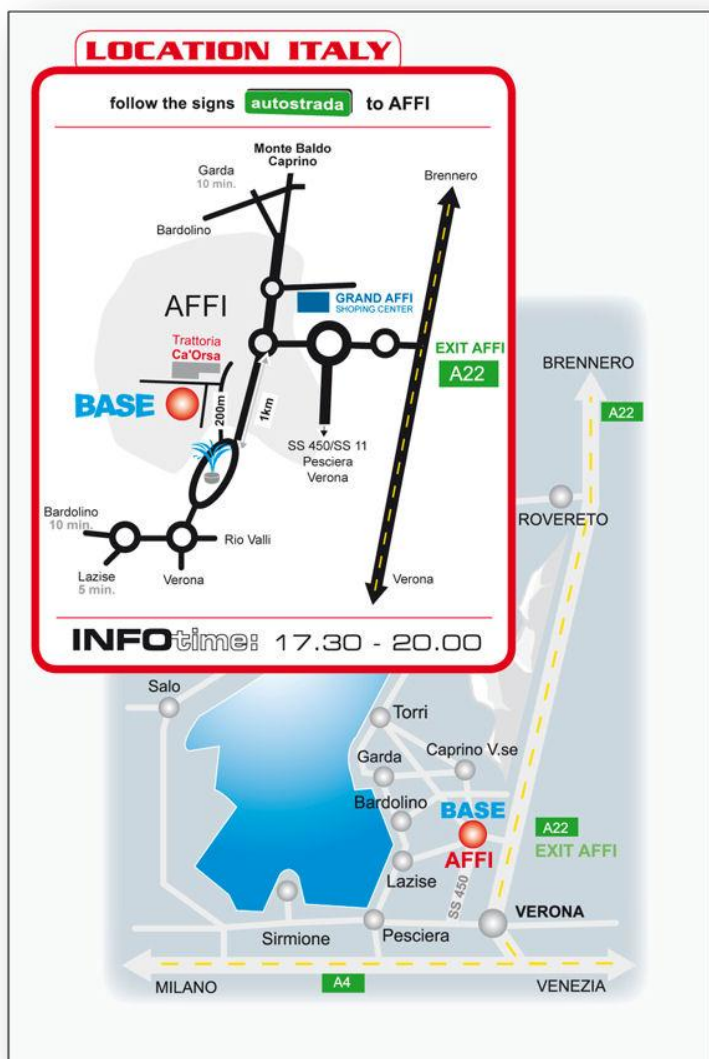 LOCATION ITALY
follow the signs autostrada to AFFI
Monte Baldo
Caprino
Garda
10 min.
Brennero
Bardolino
AFFI
GRAND AFFI
SHOPING CENTER
Trattoria
Ca'Orsa
EXIT AFFI
A22
BASE
200m
1km
SS 450/SS 11
Pesciera
Verona
Bardolino
10 min.
Rio Valli
Lazise
5 min.
Verona
Verona
INFOtime: 17.30 - 20.00
BRENNERO
A22
ROVERETO
Salo
Torri
Garda
Caprino V.se
Bardolino
BASE
AFFI
A22
EXIT AFFI
Lazise
SS 450
VERONA
Sirmione
Pesciera
MILANO
A4
VENEZIA